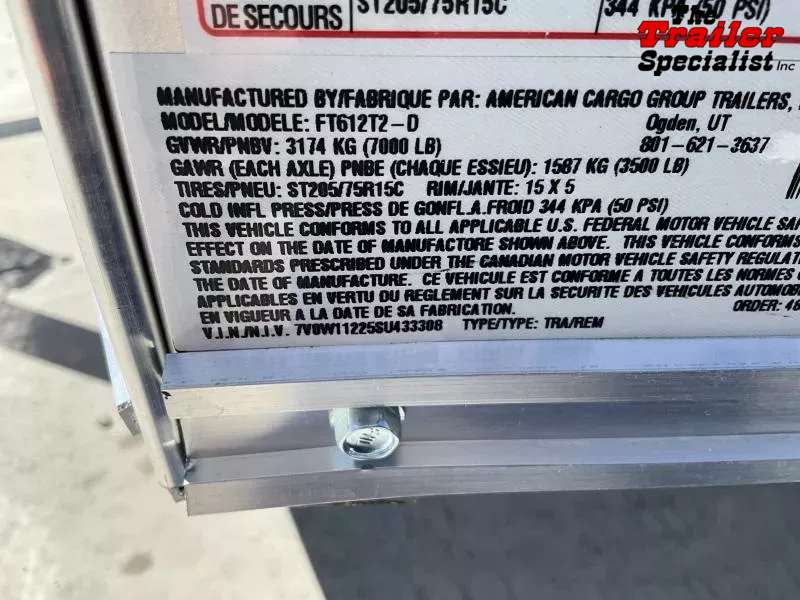 DE SECOURS ST205/75R15C 344 KPA (50 PSI)
The
Trailer
Specialist Inc
MANUFACTURED BY/FABRIQUE PAR: AMERICAN CARGO GROUP TRAILERS,
MODEL/MODELE: FT612T2-D Ogden, UT
GVWR/PNBV: 3174 KG (7000 LB) 801-621-3637
GAWR (EACH AXLE) PNBE (CHAQUE ESSIEU): 1587 KG (3500 LB)
TIRES/PNEU: ST205/75R15C RIM/JANTE: 15 X 5
COLD INFL PRESS/PRESS DE GONFL.A.FROID 344 KPA (50 PSI)
THIS VEHICLE CONFORMS TO ALL APPLICABLE U.S. FEDERAL MOTOR VEHICLE SAF
EFFECT ON THE DATE OF MANUFACTORE SHOWN ABOVE. THIS VEHICLE CONFORMS
STANDARDS PRESCRIBED UNDER THE CANADIAN MOTOR VEHICLE SAFETY REGULAT
THE DATE OF MANUFACTURE. CE VEHICULE EST CONFORME A TOUTES LES NORMES
APPLICABLES EN VERTU DU REGLEMENT SUR LA SECURITE DES VEHICULES AUTOMOB
EN VIGUEUR A LA DATE DE SA FABRICATION. ORDER: 46
V.I.N./N.I.V. 7V0W11225SU433308 TYPE/TYPE: TRA/REM